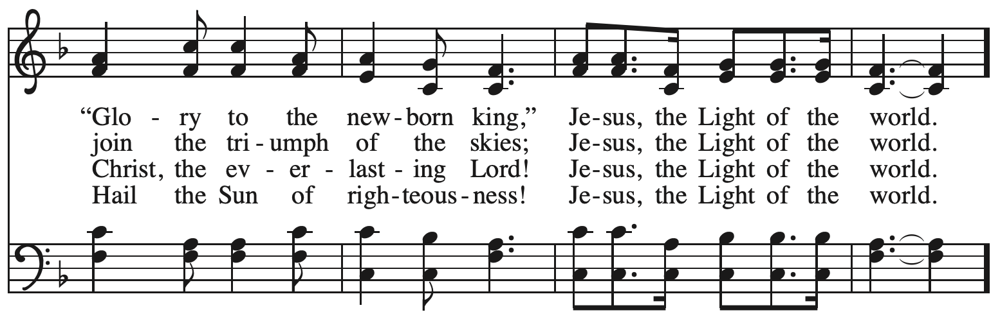 “Glo - ry to the new - born king,” Je - sus, the Light of the world.
join the tri - umph of the skies; Je - sus, the Light of the world.
Christ, the ev - er - last - ing Lord! Je - sus, the Light of the world.
Hail the Sun of righ - teous - ness! Je - sus, the Light of the world.